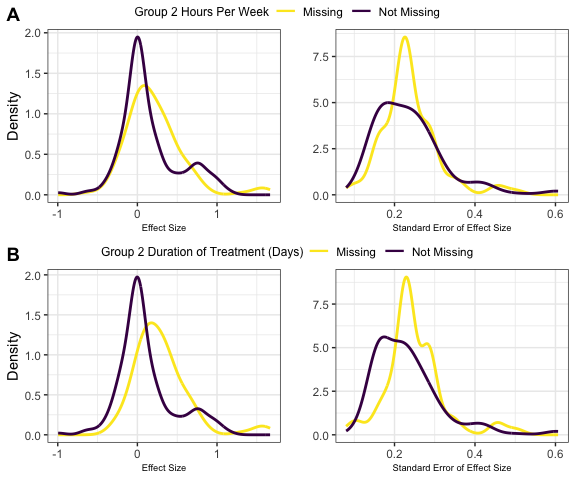 A
Group 2 Hours Per Week Missing Not Missing
Density
2.0
1.5
1.0
0.5
0.0
-1 0 1
Effect Size
7.5
5.0
2.5
0.0
0.2 0.4 0.6
Standard Error of Effect Size
B
Group 2 Duration of Treatment (Days) Missing Not Missing
Density
2.0
1.5
1.0
0.5
0.0
-1 0 1
Effect Size
7.5
5.0
2.5
0.0
0.2 0.4 0.6
Standard Error of Effect Size